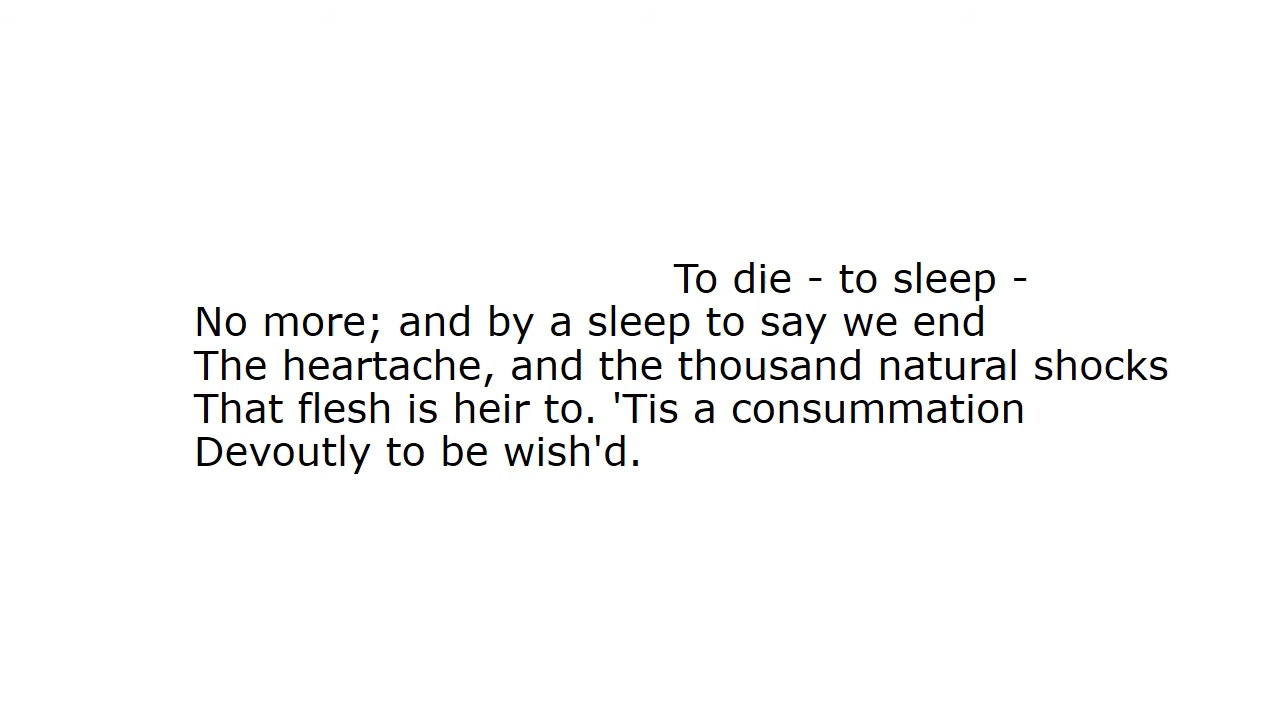 To die - to sleep -
No more; and by a sleep to say we end
The heartache, and the thousand natural shocks
That flesh is heir to. 'Tis a consummation
Devoutly to be wish'd.